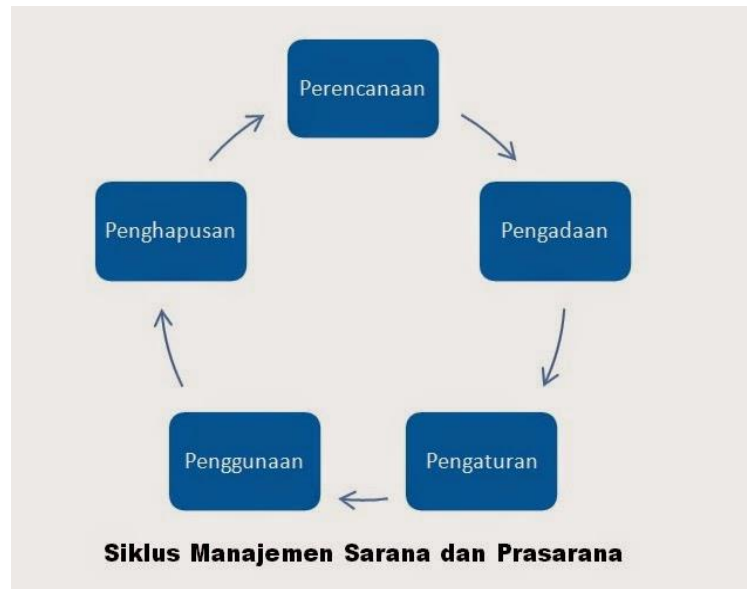 Perencanaan
Pengadaan
Pengaturan
Penggunaan
Penghapusan
Siklus Manajemen Sarana dan Prasarana